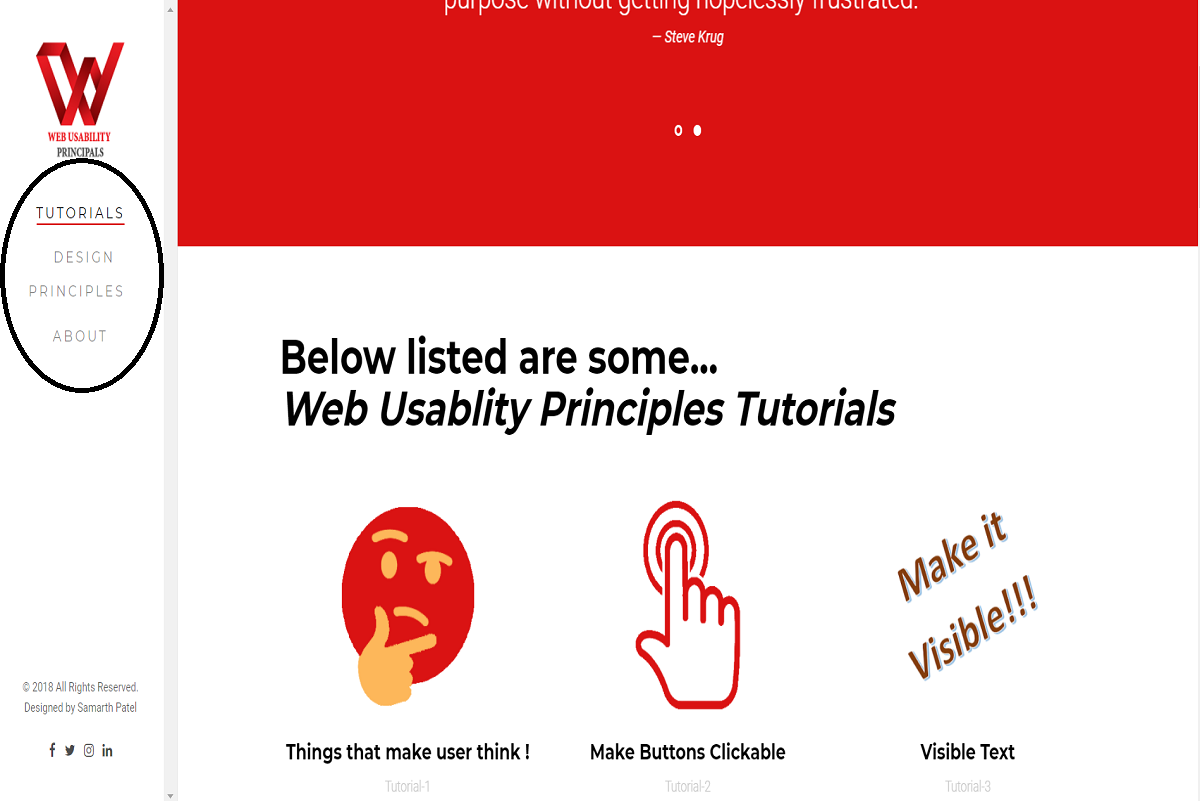 WEB USABILITY
PRINCIPALS
TUTORIALS
DESIGN
PRINCIPLES
ABOUT
© 2018 All Rights Reserved.
Designed by Samarth Patel
purpose without getting hopelessly frustrated.
— Steve Krug
Below listed are some...
Web Usablity Principles Tutorials
Make it
Visible!!!
Things that make user think !
Tutorial-1
Make Buttons Clickable
Tutorial-2
Visible Text
Tutorial-3